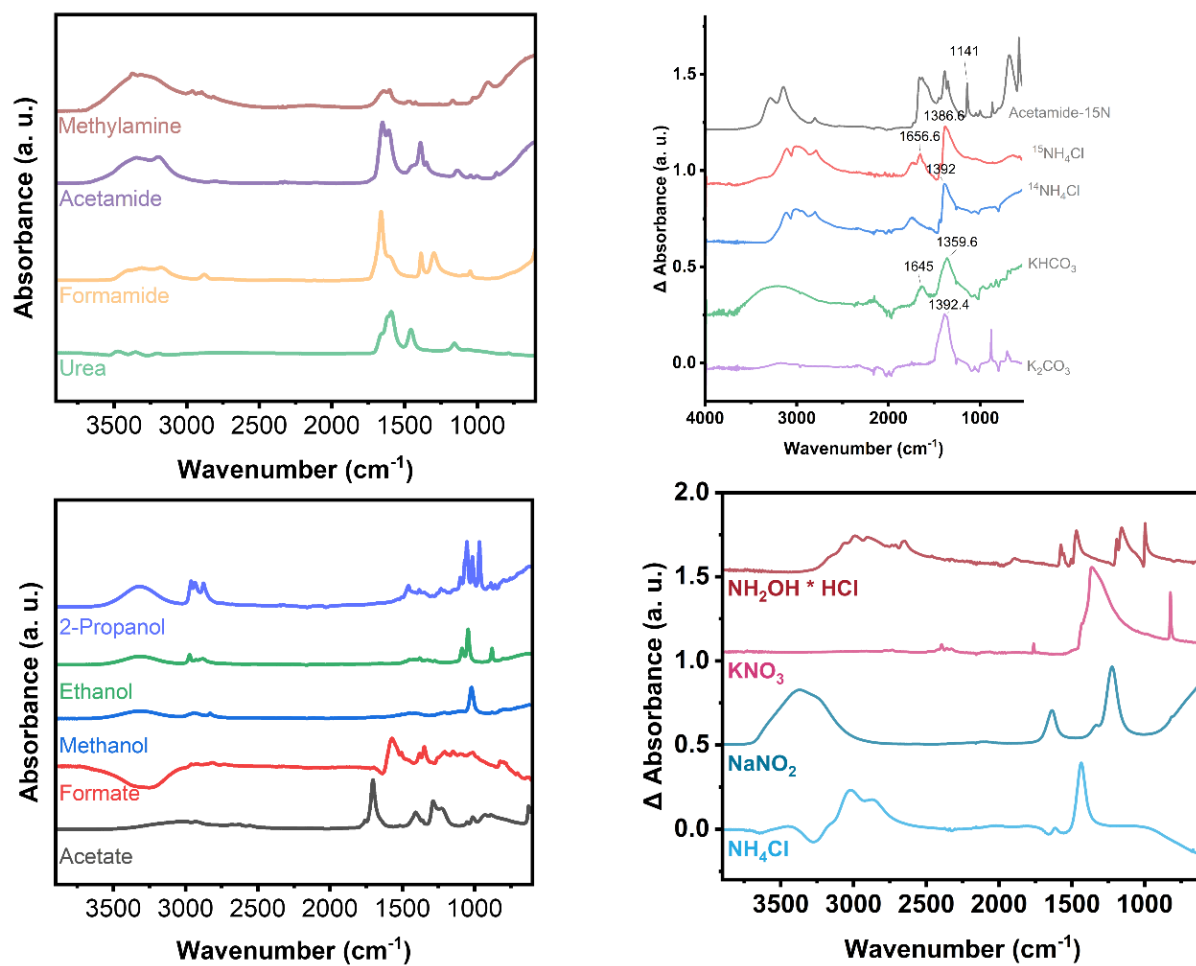 Absorbance (a. u.)
Methylamine
Acetamide
Formamide
Urea
3500 3000 2500 2000 1500 1000
Wavenumber (cm⁻¹)
Δ Absorbance (a. u.)
1.5
1.0
0.5
0.0
1141
Acetamide-15N
1386.6
1656.6
¹⁵NH₄Cl
1392
¹⁴NH₄Cl
1359.6
KHCO₃
1645
1392.4
K₂CO₃
4000 3000 2000 1000
Wavenumber (cm⁻¹)
Absorbance (a. u.)
2-Propanol
Ethanol
Methanol
Formate
Acetate
3500 3000 2500 2000 1500 1000
Wavenumber (cm⁻¹)
Δ Absorbance (a. u.)
2.0
1.5
1.0
0.5
0.0
NH₂OH * HCl
KNO₃
NaNO₂
NH₄Cl
3500 3000 2500 2000 1500 1000
Wavenumber (cm⁻¹)